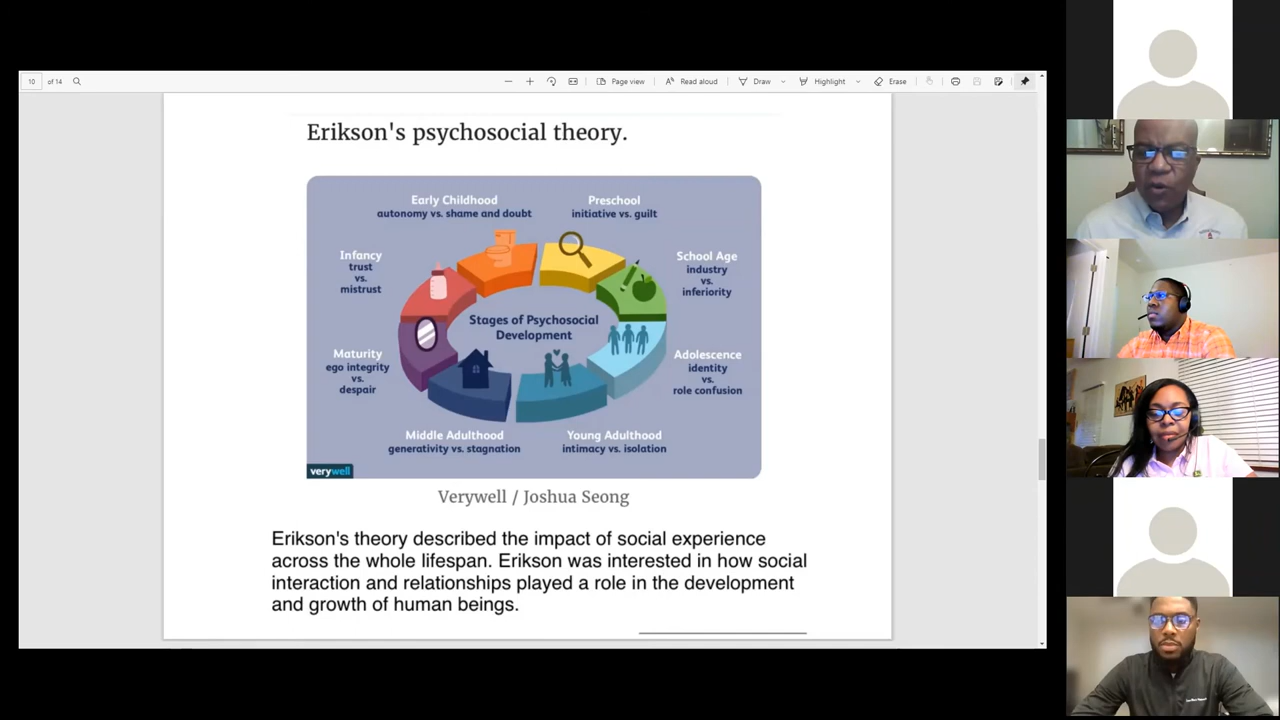 10 of 14
Page view
Read aloud
Draw
Highlight
Erase
Erikson's psychosocial theory.
Early Childhood
autonomy vs. shame and doubt
Preschool
initiative vs. guilt
Infancy
trust
vs.
mistrust
School Age
industry
vs.
inferiority
Stages of Psychosocial
Development
Maturity
ego integrity
vs.
despair
Adolescence
identity
vs.
role confusion
Middle Adulthood
generativity vs. stagnation
Young Adulthood
intimacy vs. isolation
verywell
Verywell / Joshua Seong
Erikson's theory described the impact of social experience
across the whole lifespan. Erikson was interested in how social
interaction and relationships played a role in the development
and growth of human beings.